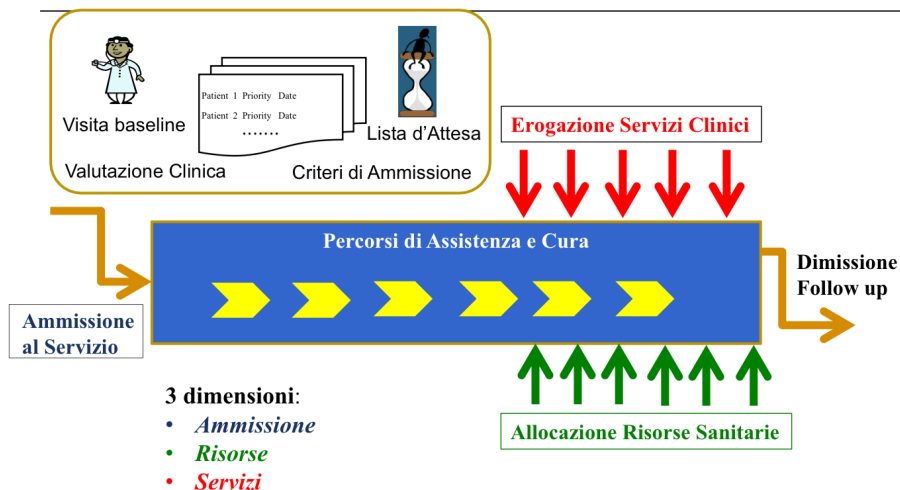 Visita baseline
Patient 1 Priority Date
Patient 2 Priority Date
.......
Lista d'Attesa
Valutazione Clinica
Criteri di Ammissione
Erogazione Servizi Clinici
Percorsi di Assistenza e Cura
Ammissione
al Servizio
Dimissione
Follow up
3 dimensioni:
• Ammissione
• Risorse
• Servizi
Allocazione Risorse Sanitarie